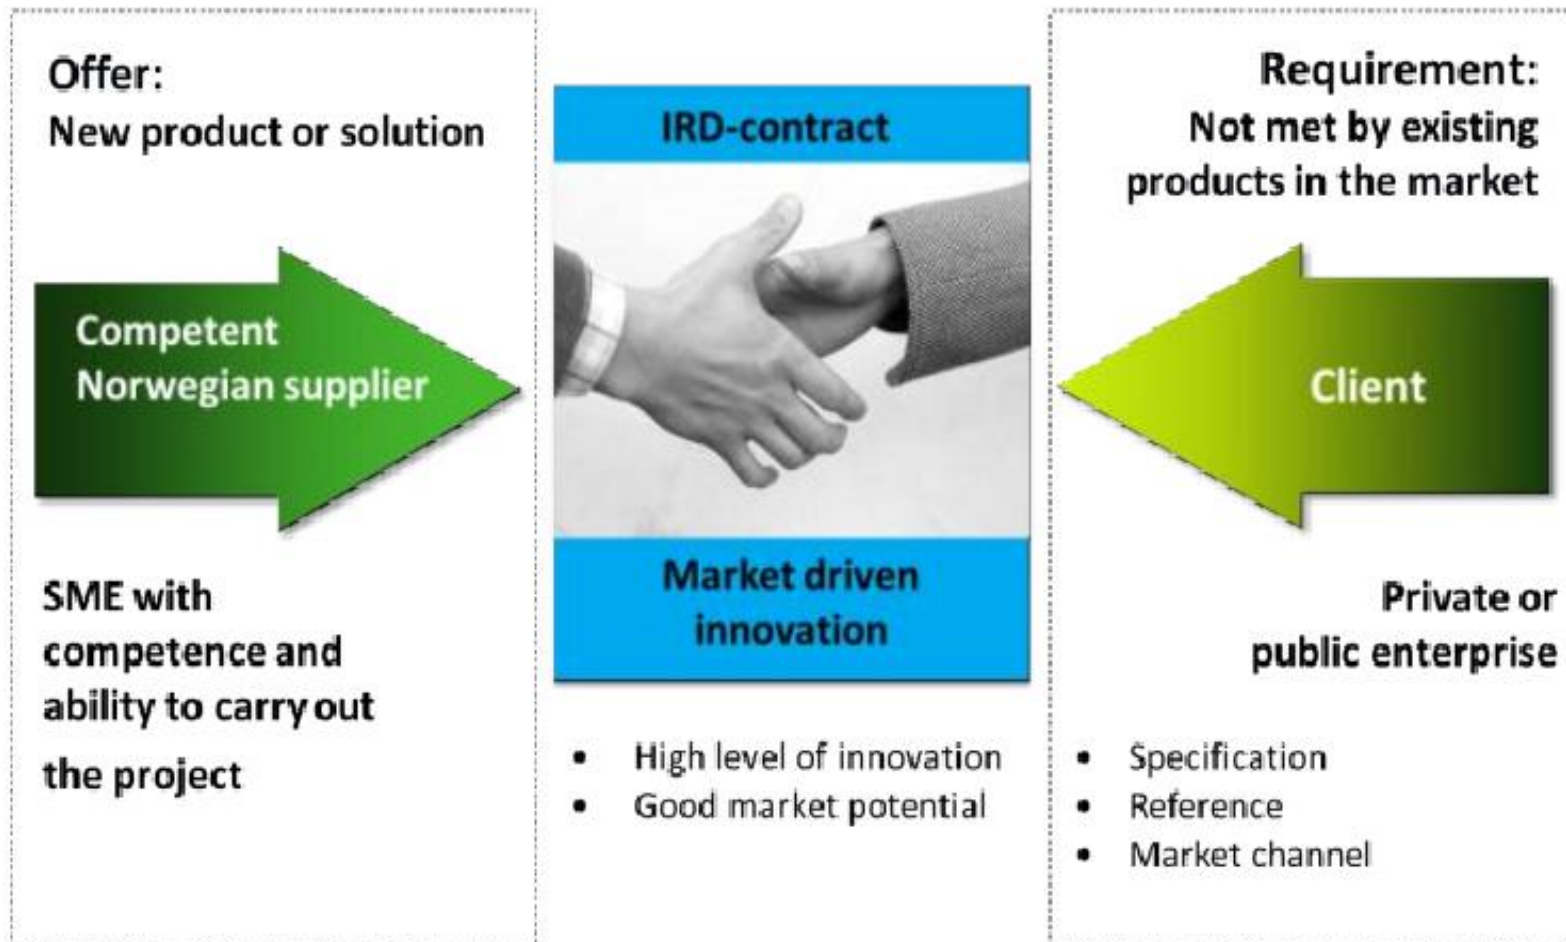 Offer:
New product or solution
Competent
Norwegian supplier
SME with
competence and
ability to carry out
the project
IRD-contract
Market driven
innovation
• High level of innovation
• Good market potential
Requirement:
Not met by existing
products in the market
Client
Private or
public enterprise
• Specification
• Reference
• Market channel